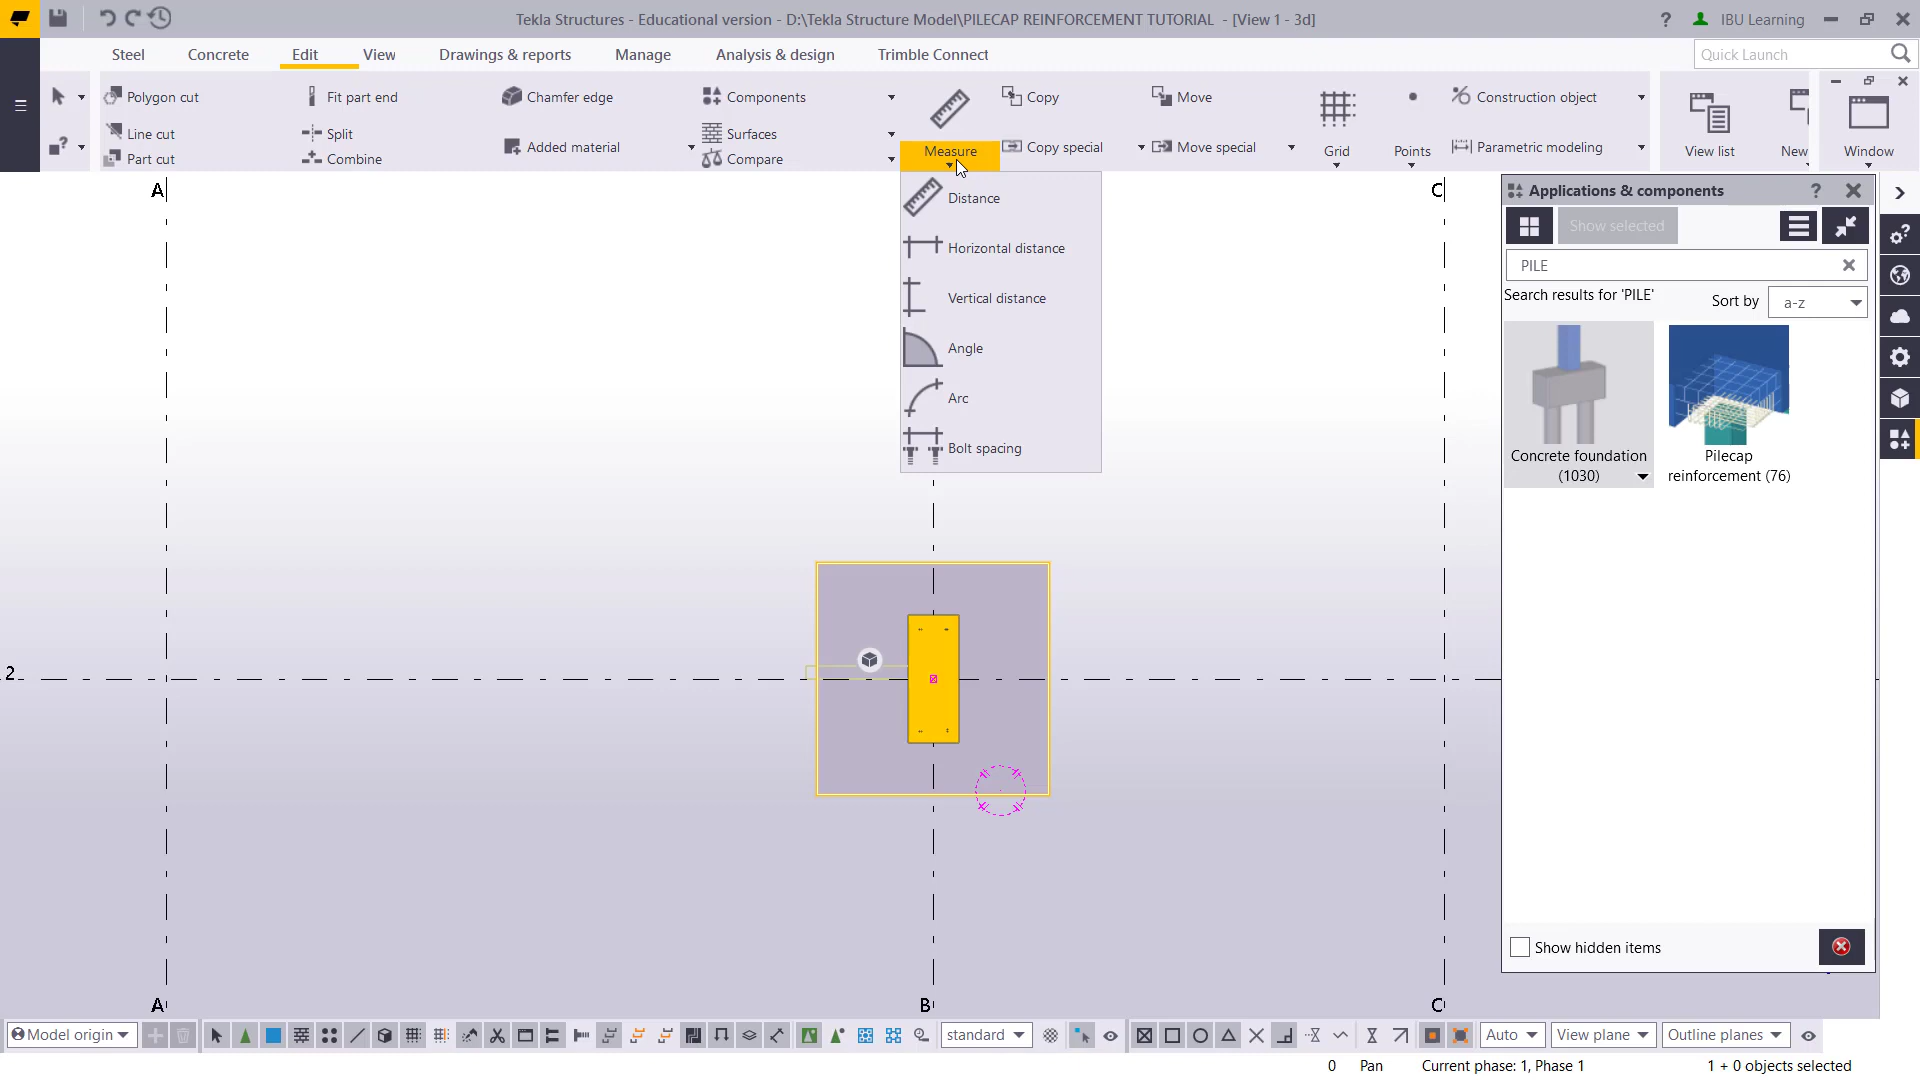 Tekla Structures - Educational version - D:\Tekla Structure Model\PILECAP REINFORCEMENT TUTORIAL - [View 1 - 3d]
? IBU Learning
Steel Concrete Edit View Drawings & reports Manage Analysis & design Trimble Connect
Quick Launch
Polygon cut Fit part end Chamfer edge Components Copy Move Construction object
Line cut Split Surfaces
Added material Copy special Move special Parametric modeling
Part cut Combine Compare
Measure Grid Points View list New Window
Distance
Horizontal distance
Vertical distance
Angle
Arc
Bolt spacing
A C
2
A B C
Applications & components ?
Show selected
PILE
Search results for 'PILE' Sort by a-z
Concrete foundation (1030)
Pilecap reinforcement (76)
Show hidden items
Model origin standard Auto View plane Outline planes
0 Pan Current phase: 1, Phase 1 1 + 0 objects selected